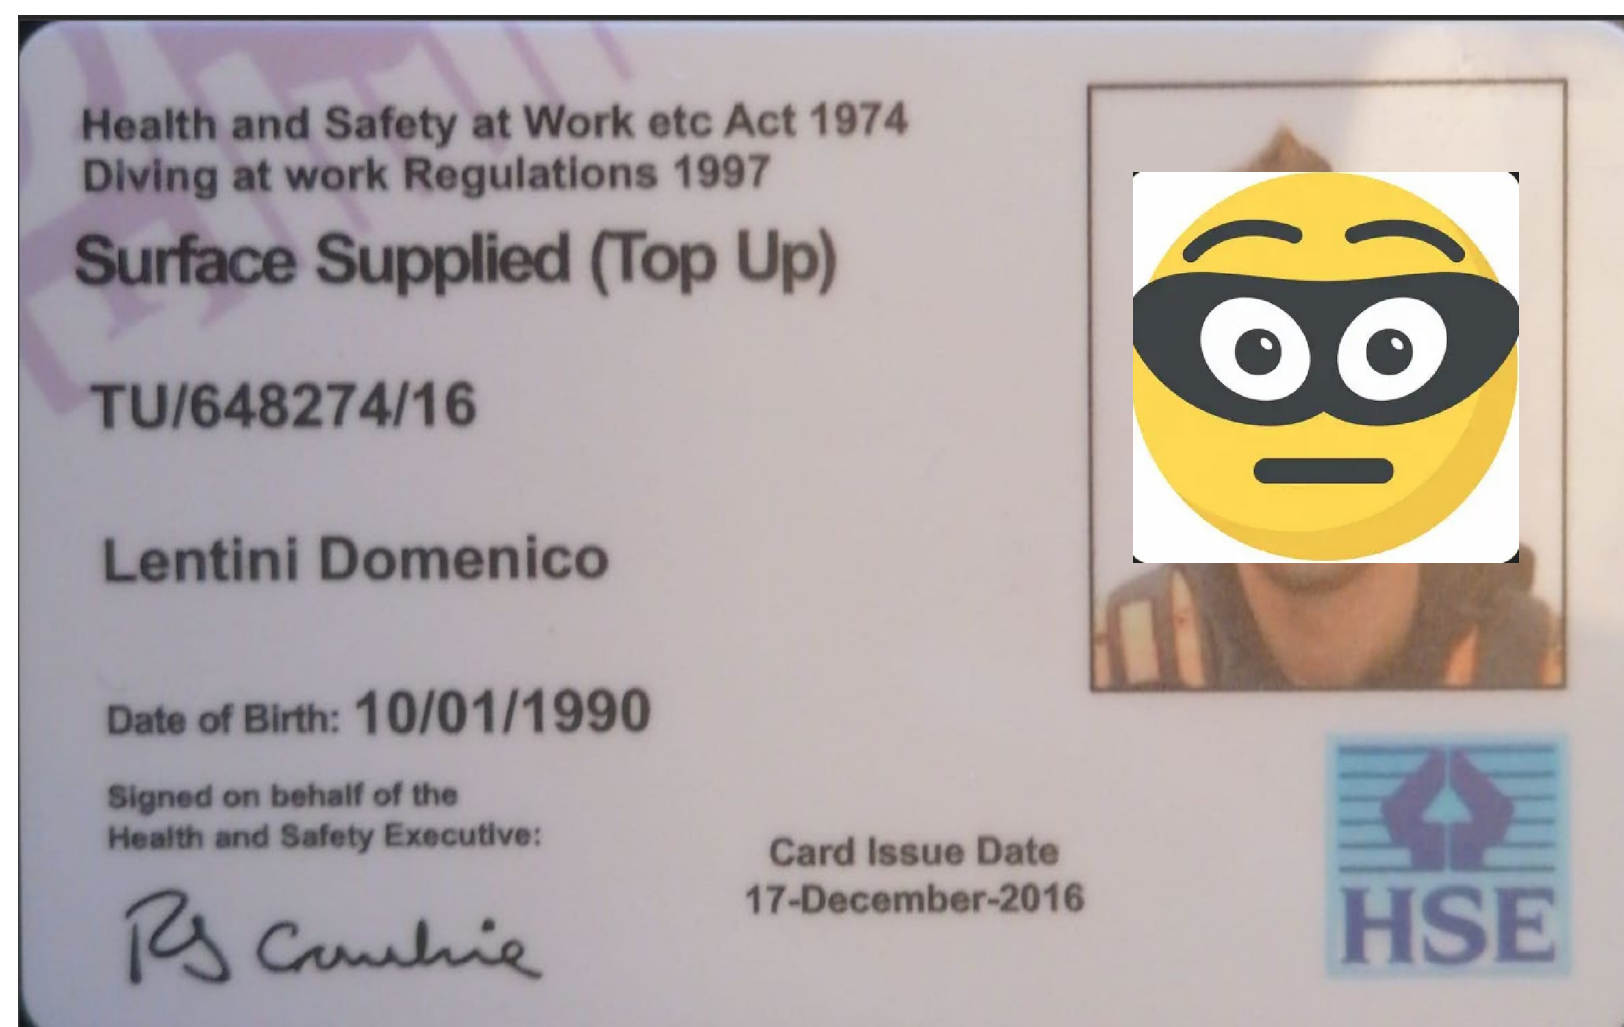 Health and Safety at Work etc Act 1974
Diving at work Regulations 1997
Surface Supplied (Top Up)
TU/648274/16
Lentini Domenico
Date of Birth: 10/01/1990
Signed on behalf of the
Health and Safety Executive:
Card Issue Date
17-December-2016
HSE